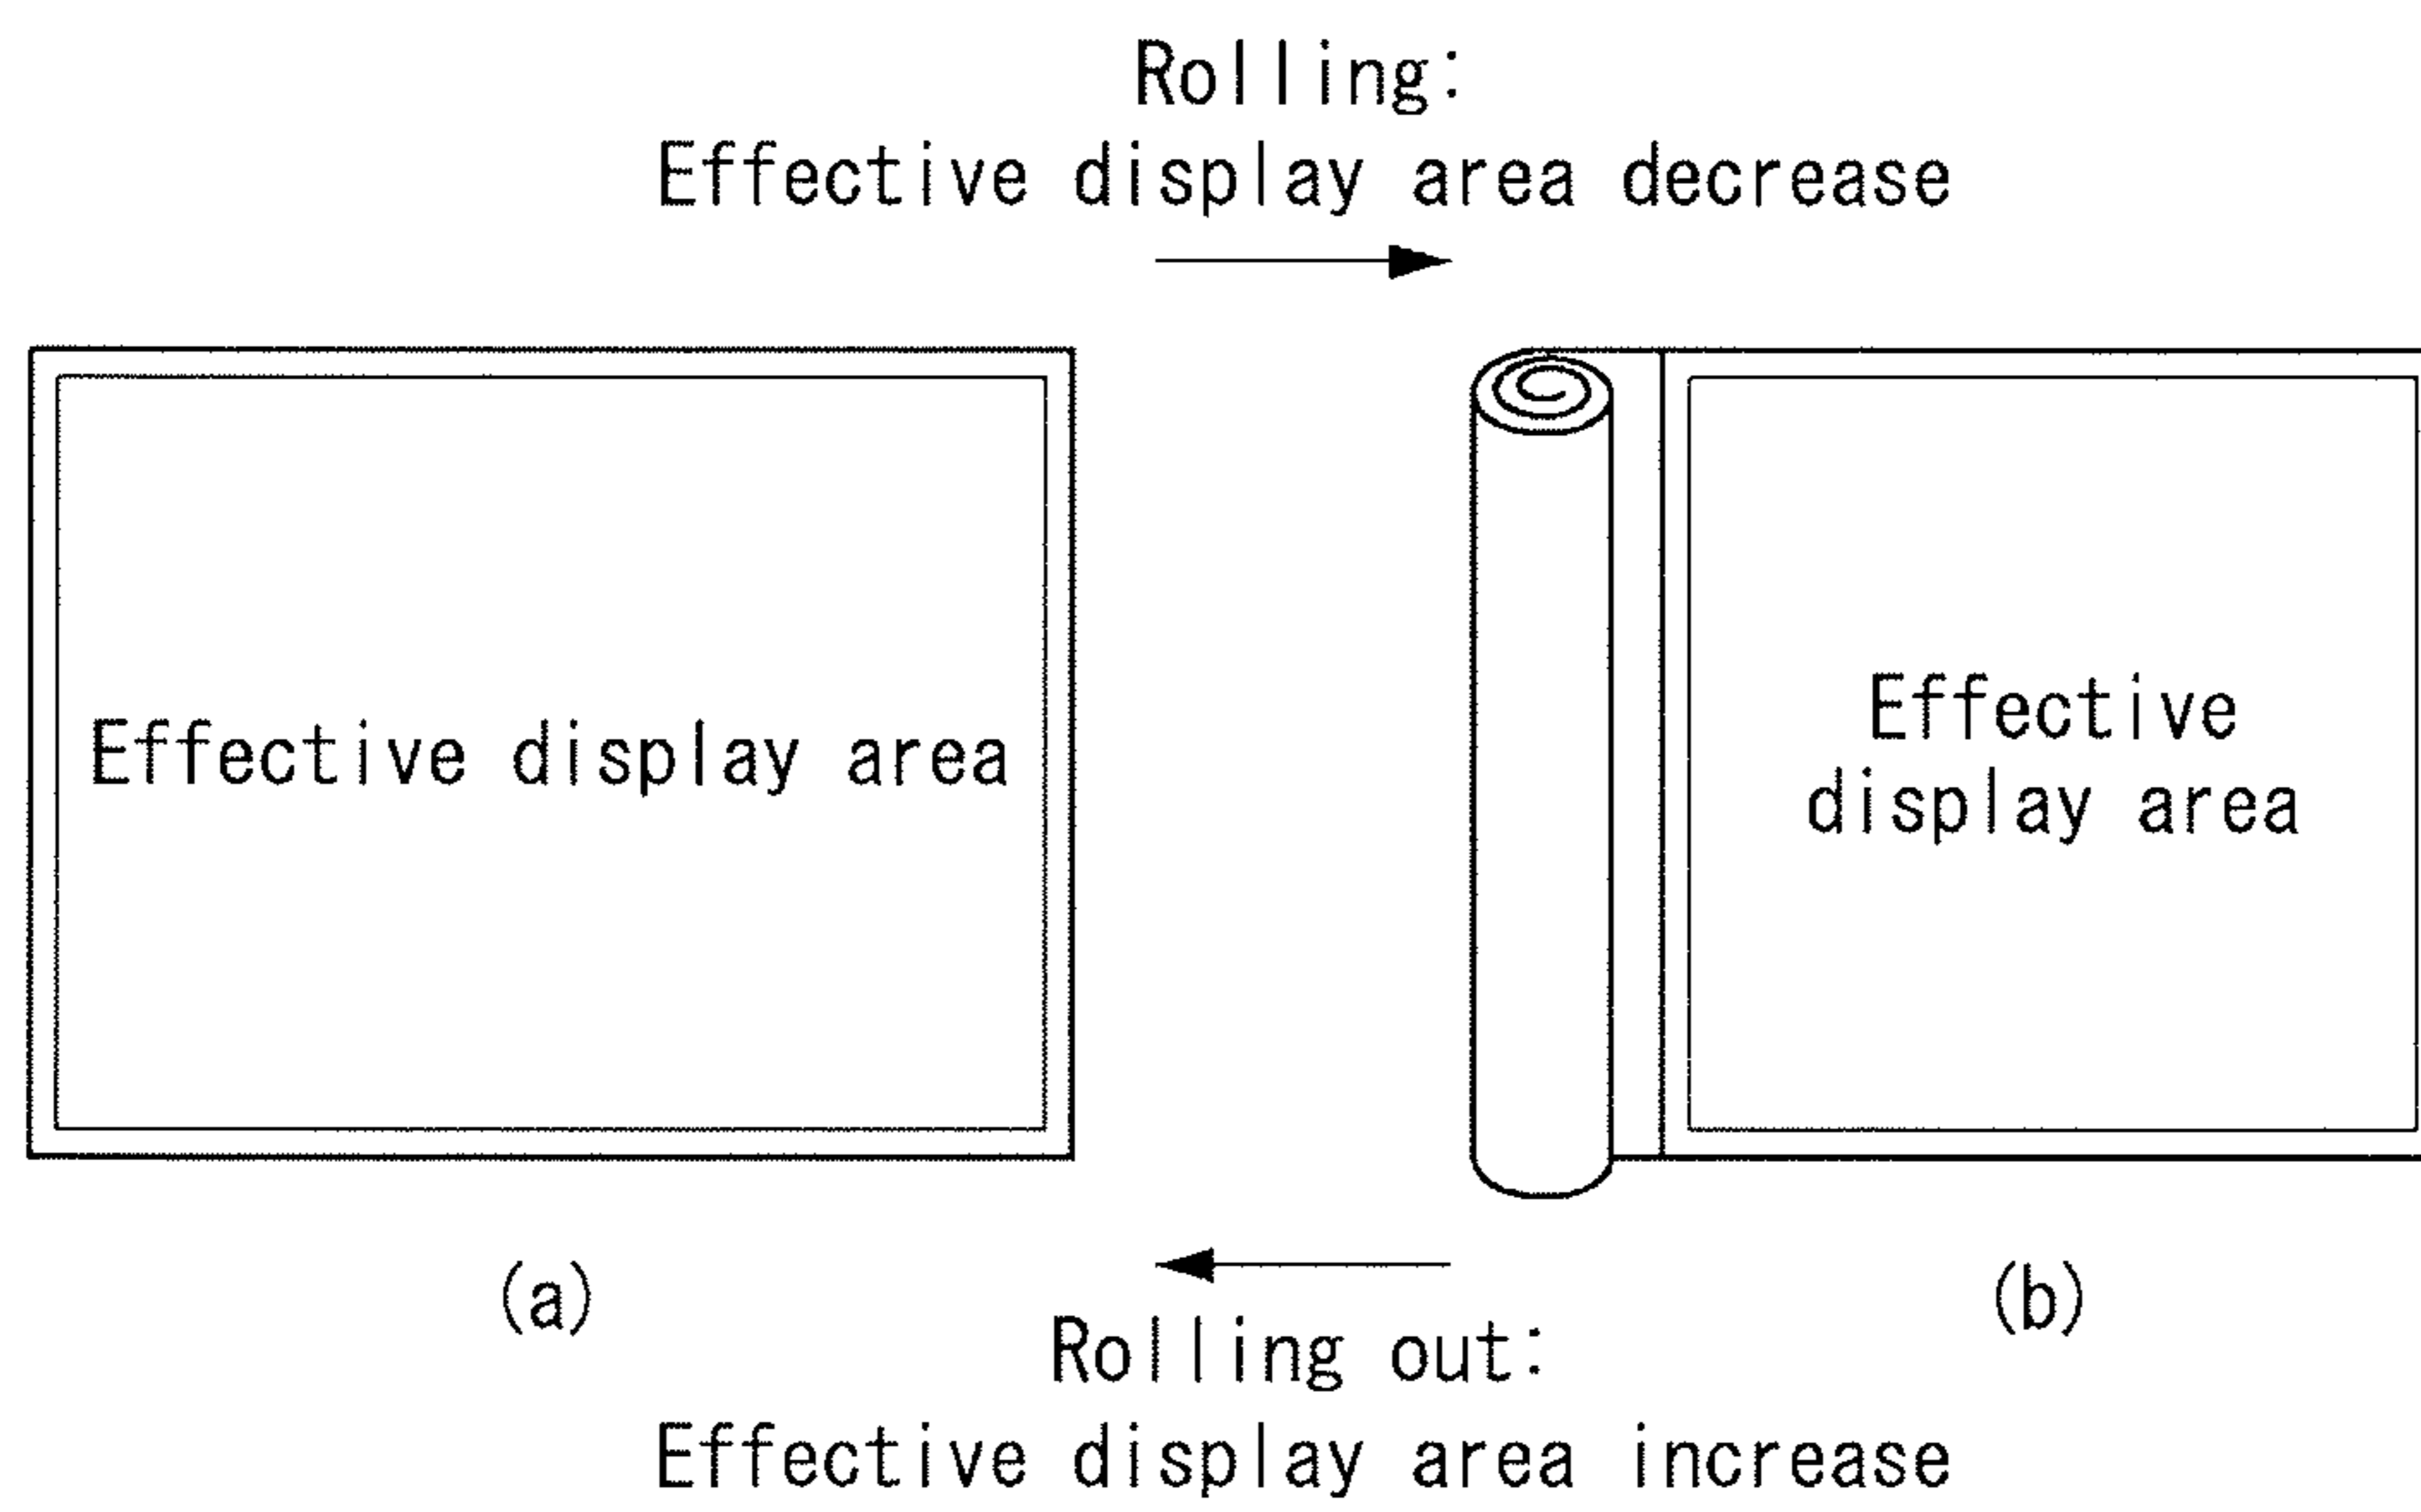 Rolling:
Effective display area decrease
Effective display area
Effective
display area
(a)
(b)
Rolling out:
Effective display area increase